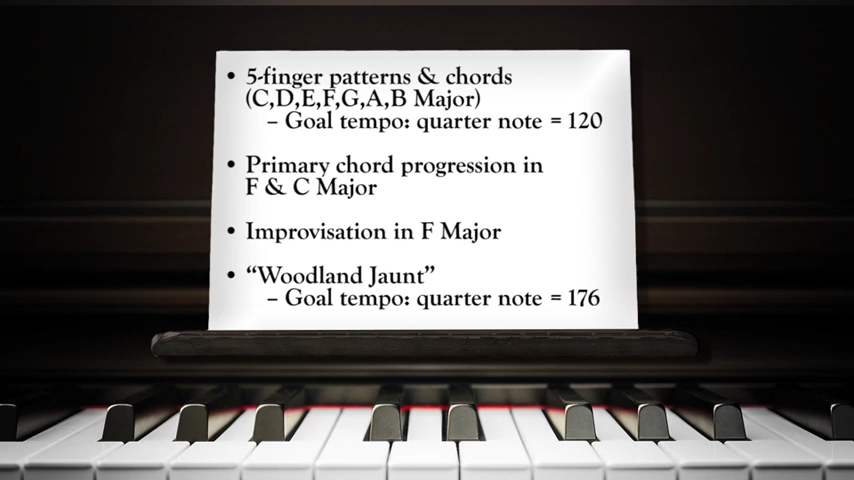 • 5-finger patterns & chords
(C,D,E,F,G,A,B Major)
– Goal tempo: quarter note = 120
• Primary chord progression in
F & C Major
• Improvisation in F Major
• “Woodland Jaunt”
– Goal tempo: quarter note = 176